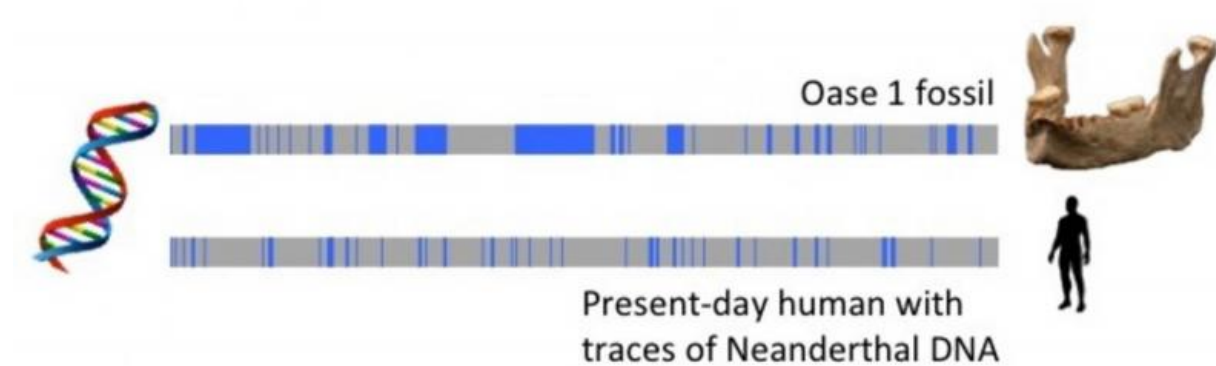 Oase 1 fossil
Present-day human with
traces of Neanderthal DNA